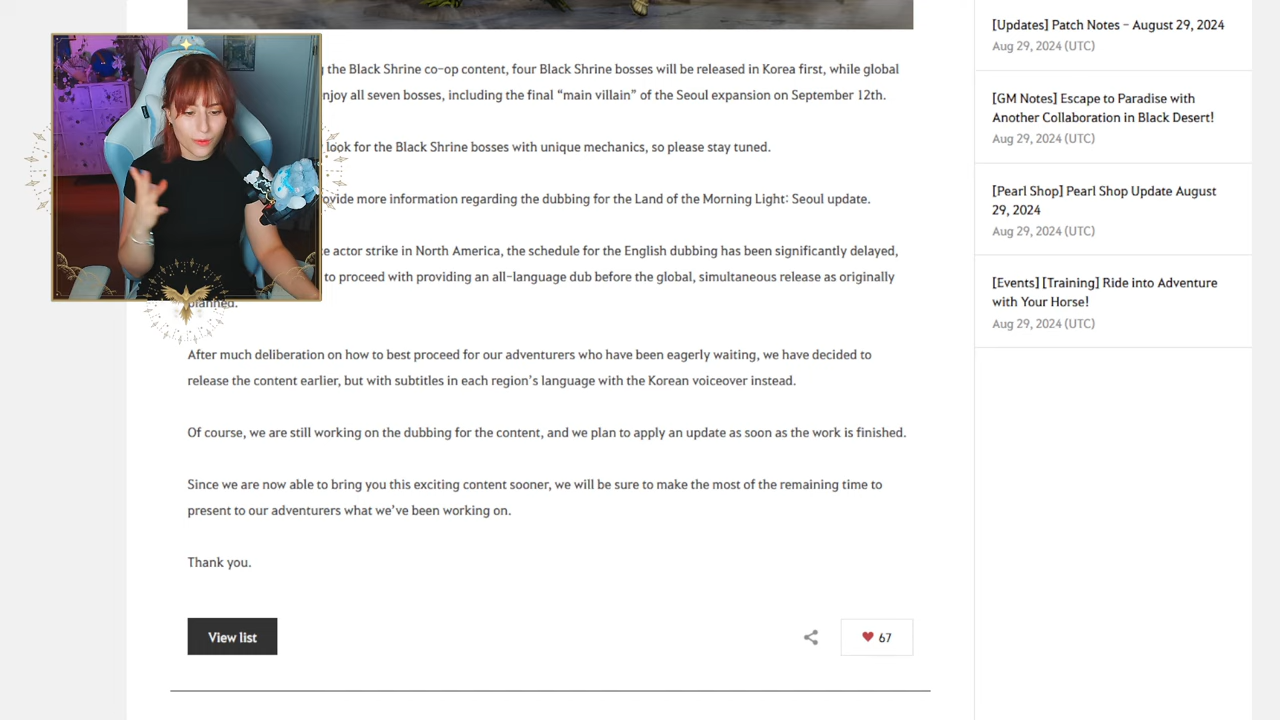 the Black Shrine co-op content, four Black Shrine bosses will be released in Korea first, while global
njoy all seven bosses, including the final “main villain” of the Seoul expansion on September 12th.
look for the Black Shrine bosses with unique mechanics, so please stay tuned.
ovide more information regarding the dubbing for the Land of the Morning Light: Seoul update.
e actor strike in North America, the schedule for the English dubbing has been significantly delayed,
to proceed with providing an all-language dub before the global, simultaneous release as originally
planned.
After much deliberation on how to best proceed for our adventurers who have been eagerly waiting, we have decided to
release the content earlier, but with subtitles in each region’s language with the Korean voiceover instead.
Of course, we are still working on the dubbing for the content, and we plan to apply an update as soon as the work is finished.
Since we are now able to bring you this exciting content sooner, we will be sure to make the most of the remaining time to
present to our adventurers what we’ve been working on.
Thank you.
View list
67
[Updates] Patch Notes – August 29, 2024
Aug 29, 2024 (UTC)
[GM Notes] Escape to Paradise with
Another Collaboration in Black Desert!
Aug 29, 2024 (UTC)
[Pearl Shop] Pearl Shop Update August
29, 2024
Aug 29, 2024 (UTC)
[Events] [Training] Ride into Adventure
with Your Horse!
Aug 29, 2024 (UTC)